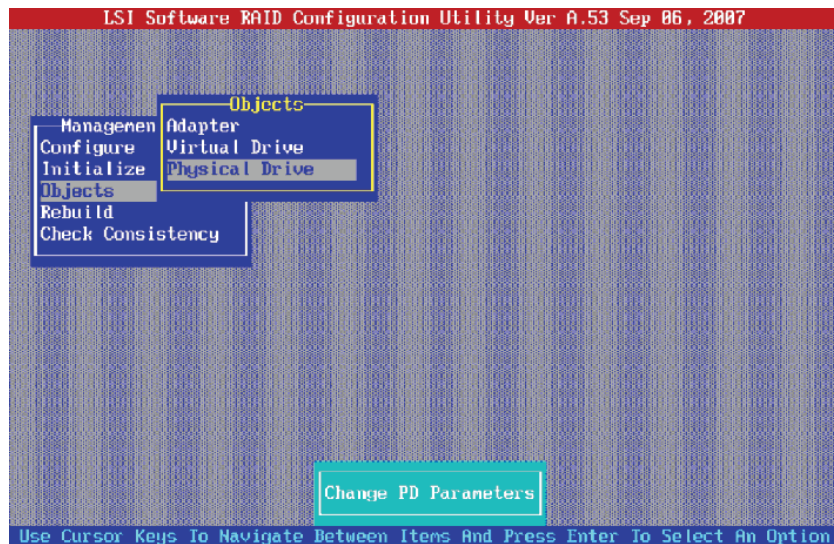 LSI Software RAID Configuration Utility Ver A.53 Sep 06, 2007
Objects
Managemen
Adapter
Configure
Virtual Drive
Initialize
Physical Drive
Objects
Rebuild
Check Consistency
Change PD Parameters
Use Cursor Keys To Navigate Between Items And Press Enter To Select An Option